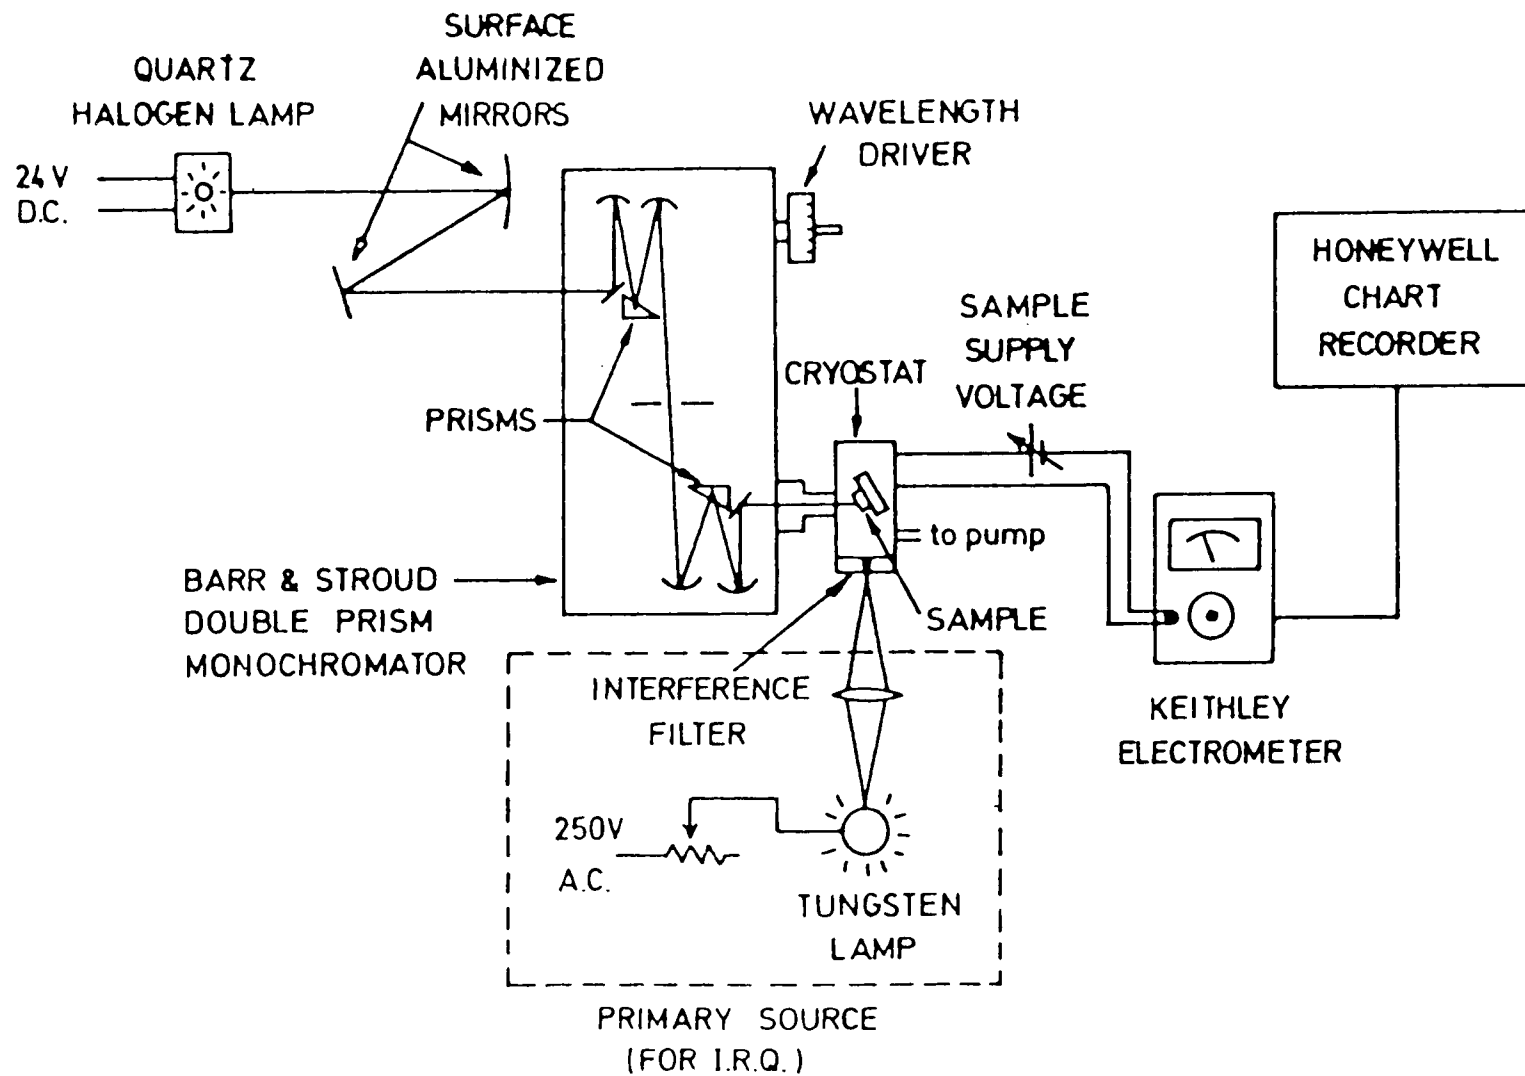 SURFACE
ALUMINIZED
MIRRORS
QUARTZ
HALOGEN LAMP
24 V
D.C.
WAVELENGTH
DRIVER
HONEYWELL
CHART
RECORDER
SAMPLE
SUPPLY
VOLTAGE
CRYOSTAT
PRISMS
to pump
BARR & STROUD
DOUBLE PRISM
MONOCHROMATOR
SAMPLE
INTERFERENCE
FILTER
KEITHLEY
ELECTROMETER
250V
A.C.
TUNGSTEN
LAMP
PRIMARY SOURCE
(FOR I.R.Q.)